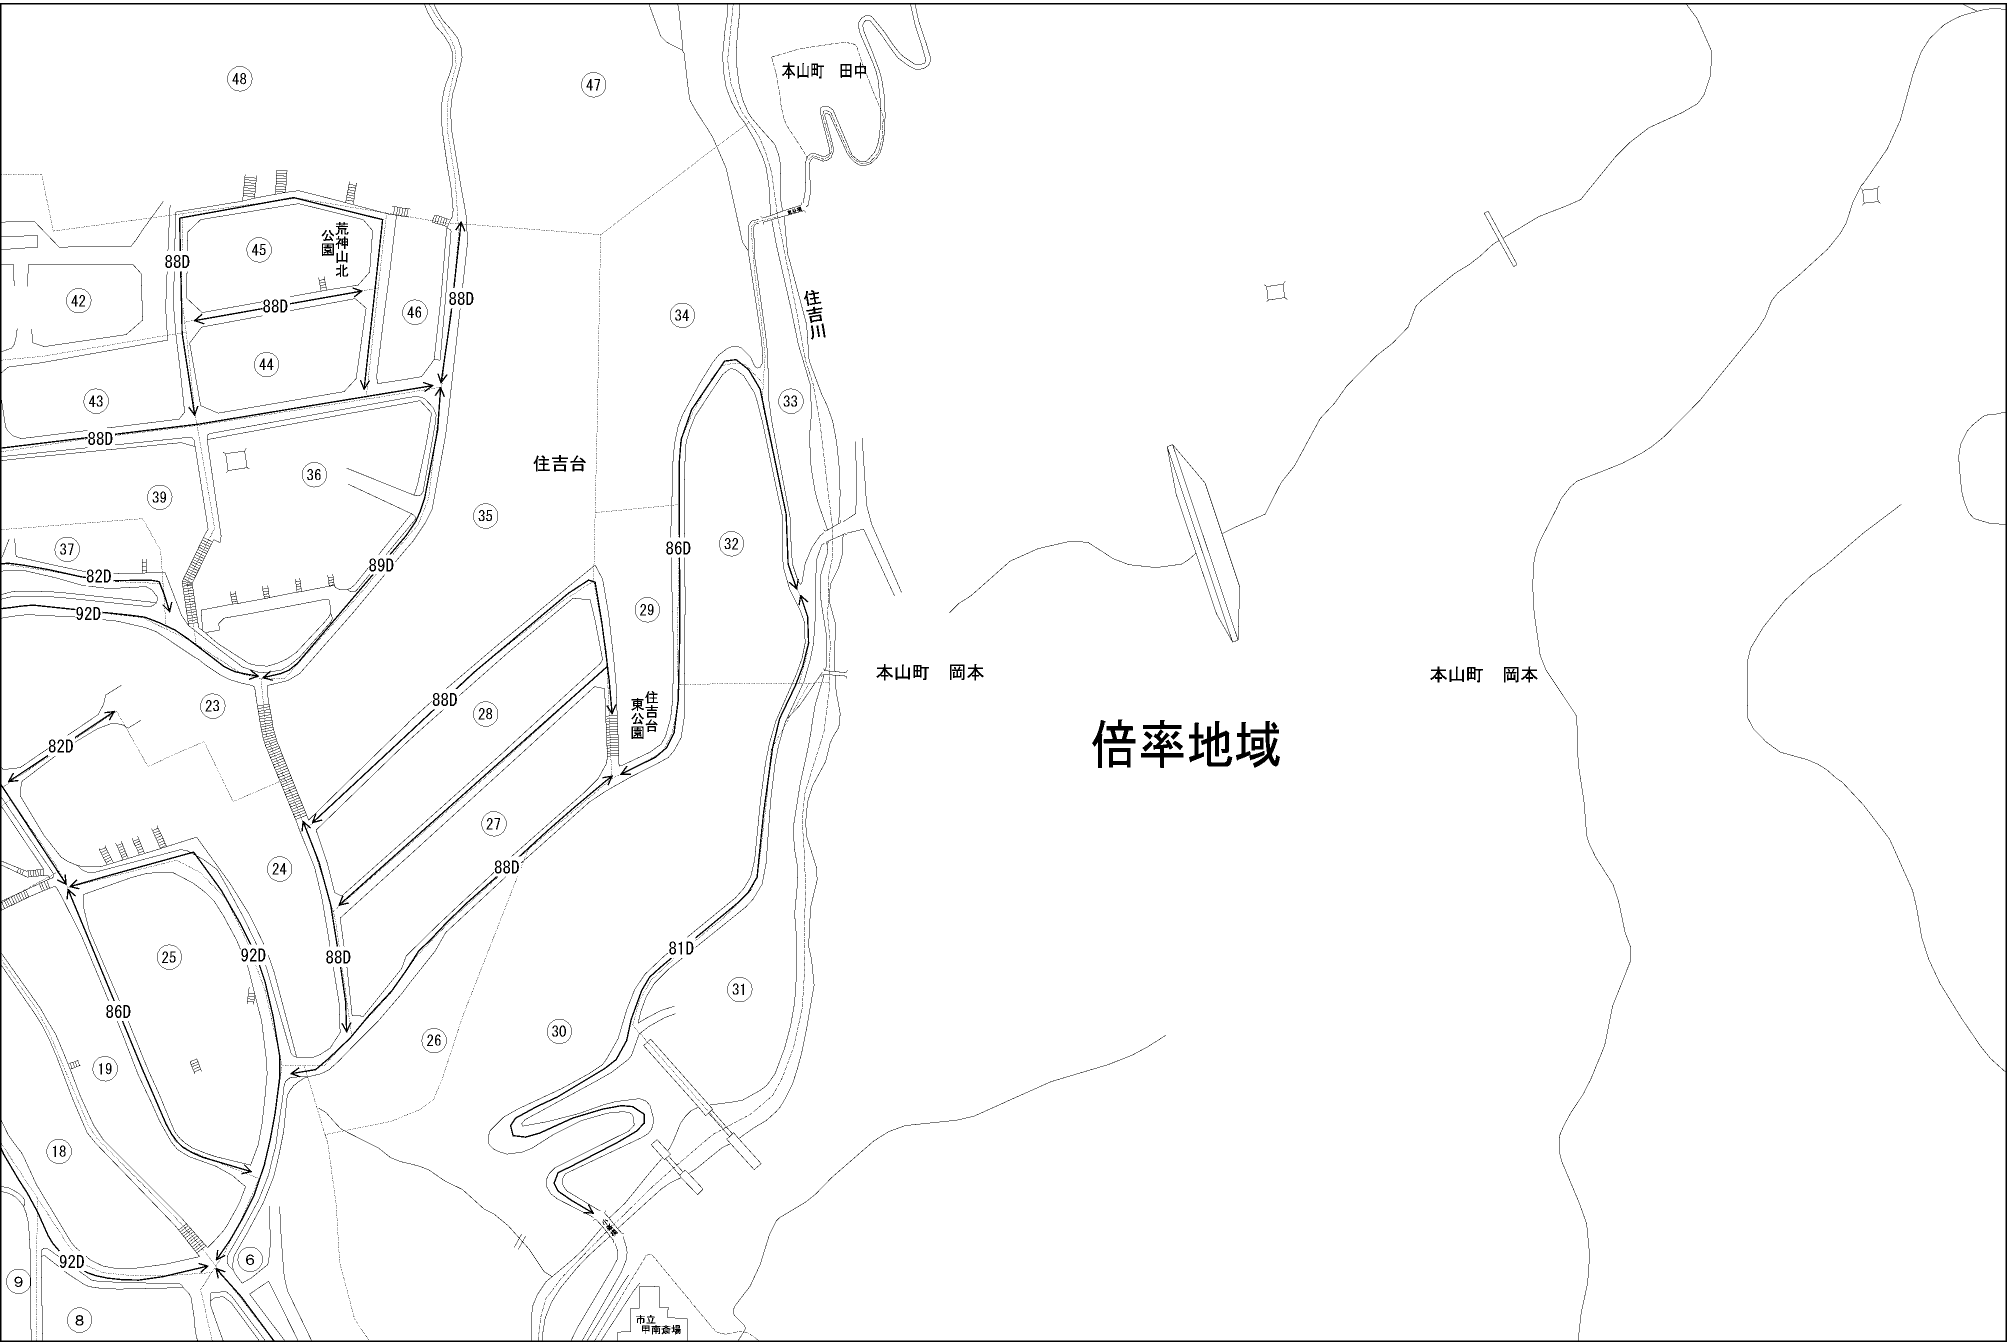 48
47
本山町　田中
45
荒神山北
公園
88D
42
88D
46
88D
34
住吉川
44
43
33
88D
住吉台
36
39
35
37
32
86D
82D
89D
92D
29
本山町　岡本
本山町　岡本
23
88D
28
住吉台
東公園
倍率地域
82D
27
24
88D
25
92D
88D
81D
31
86D
26
30
19
18
6
92D
9
8
市立
甲南斎場